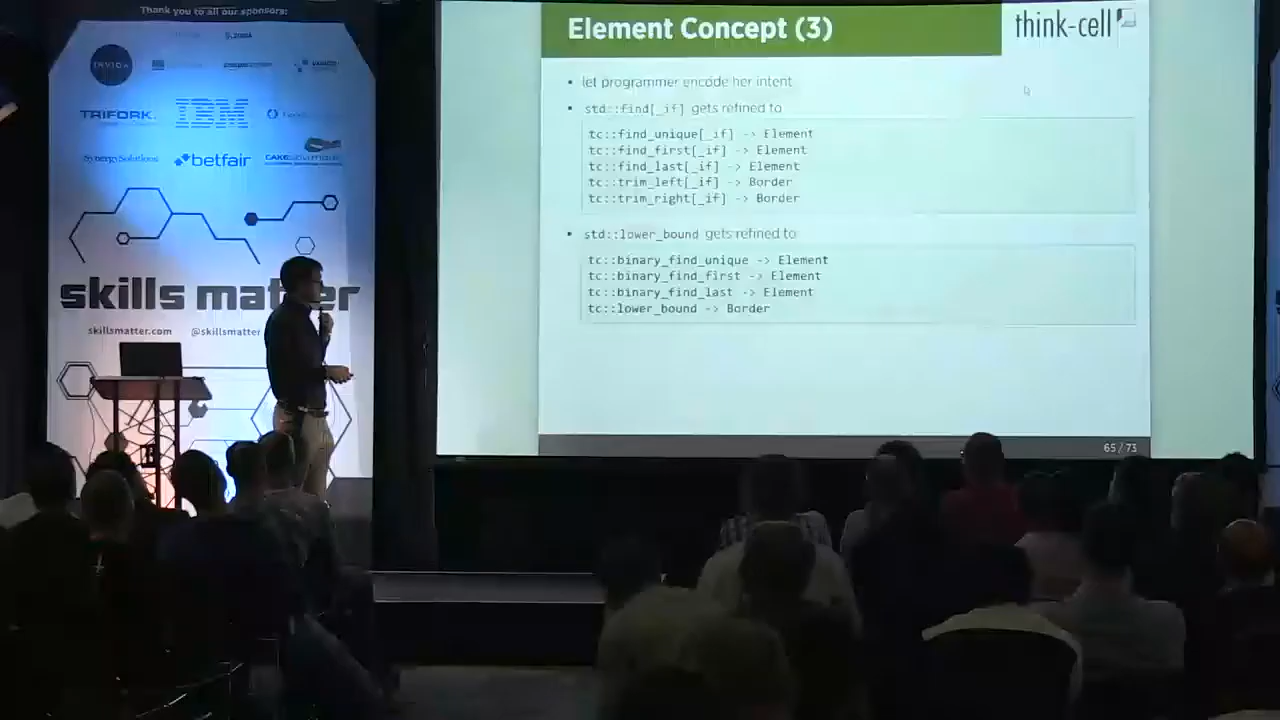 Thank you to all our sponsors:
INVIQA
TRIFORK.
IBM
SynergySolutions
betfair
CAKESOLUTIONS
skills matter
skillsmatter.com
@skillsmatter
Element Concept (3)
think-cell
• let programmer encode her intent
• std::find[_if] gets refined to
tc::find_unique[_if] -> Element
tc::find_first[_if] -> Element
tc::find_last[_if] -> Element
tc::trim_left[_if] -> Border
tc::trim_right[_if] -> Border
• std::lower_bound gets refined to
tc::binary_find_unique -> Element
tc::binary_find_first -> Element
tc::binary_find_last -> Element
tc::lower_bound -> Border
65 / 73